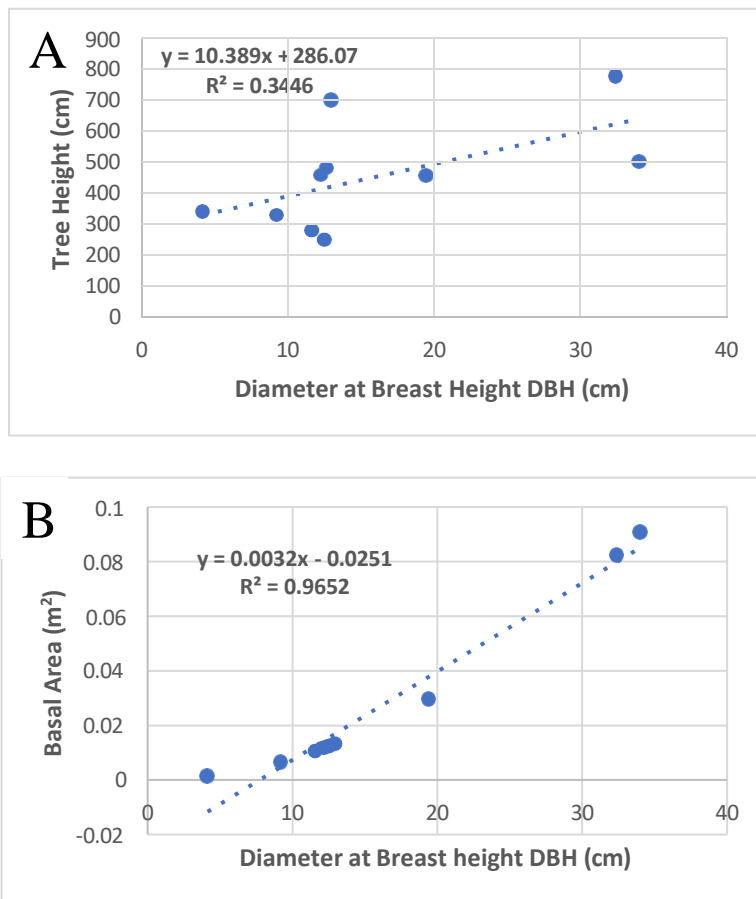 A
y = 10.389x + 286.07
R² = 0.3446
900
800
700
600
500
400
300
200
100
0
Tree Height (cm)
0 10 20 30 40
Diameter at Breast Height DBH (cm)
B
y = 0.0032x - 0.0251
R² = 0.9652
0.1
0.08
0.06
0.04
0.02
0
-0.02
Basal Area (m²)
0 10 20 30 40
Diameter at Breast height DBH (cm)